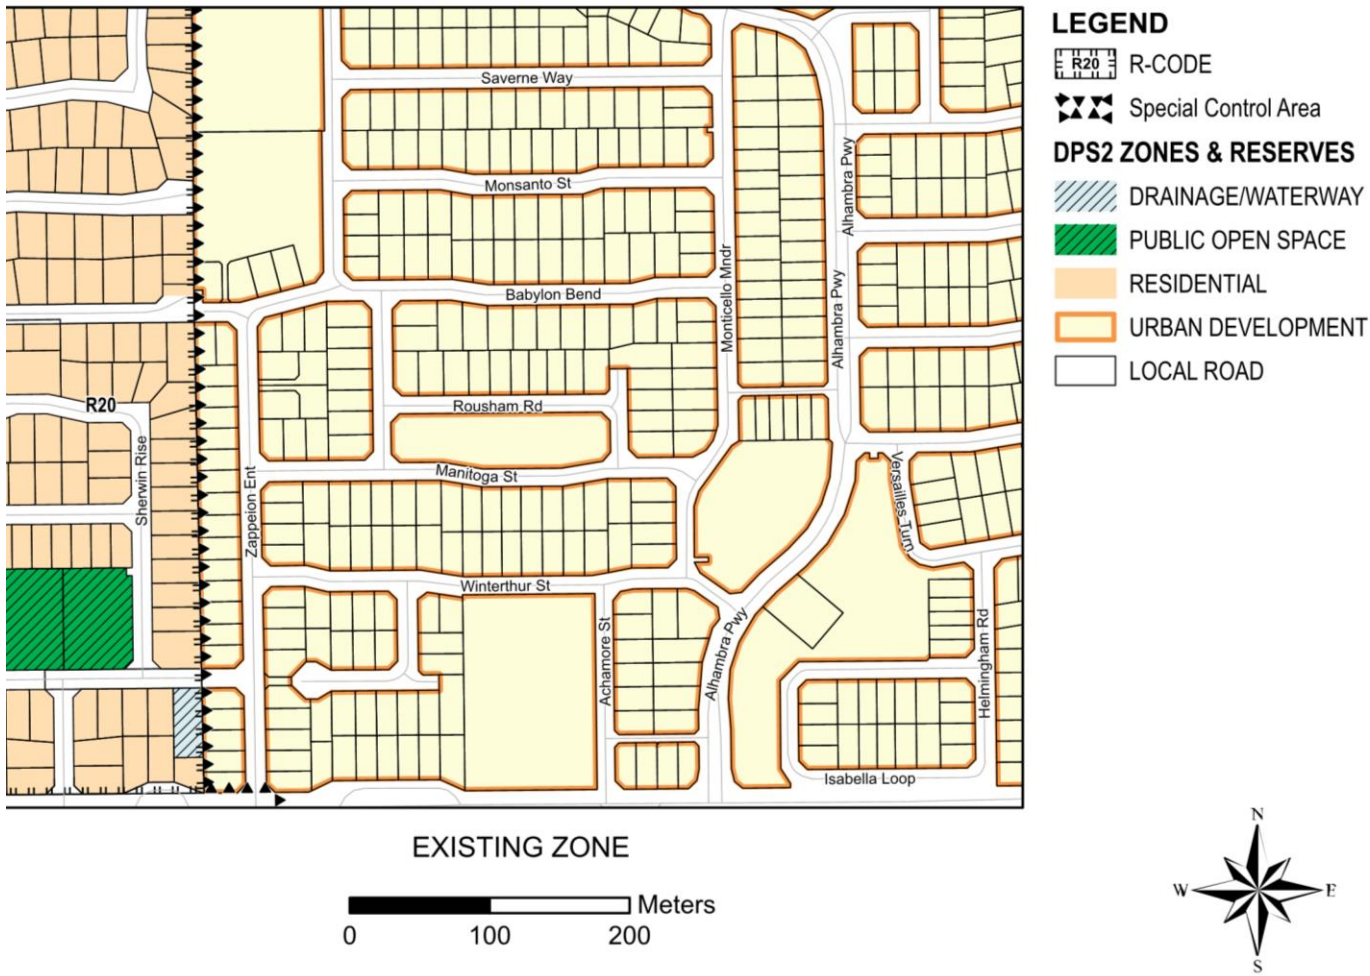 LEGEND
R20 R-CODE
Special Control Area
DPS2 ZONES & RESERVES
DRAINAGE/WATERWAY
PUBLIC OPEN SPACE
RESIDENTIAL
URBAN DEVELOPMENT
LOCAL ROAD
Saverne Way
Monsanto St
Alhambra Pwy
Babylon Bend
Monticello Mndr
Alhambra Pwy
R20
Rousham Rd
Sherwin Rise
Zappeion Ent
Manitoga St
Versailles Turn
Winterthur St
Achamore St
Alhambra Pwy
Helmingham Rd
Isabella Loop
EXISTING ZONE
Meters
0 100 200
N
W E
S